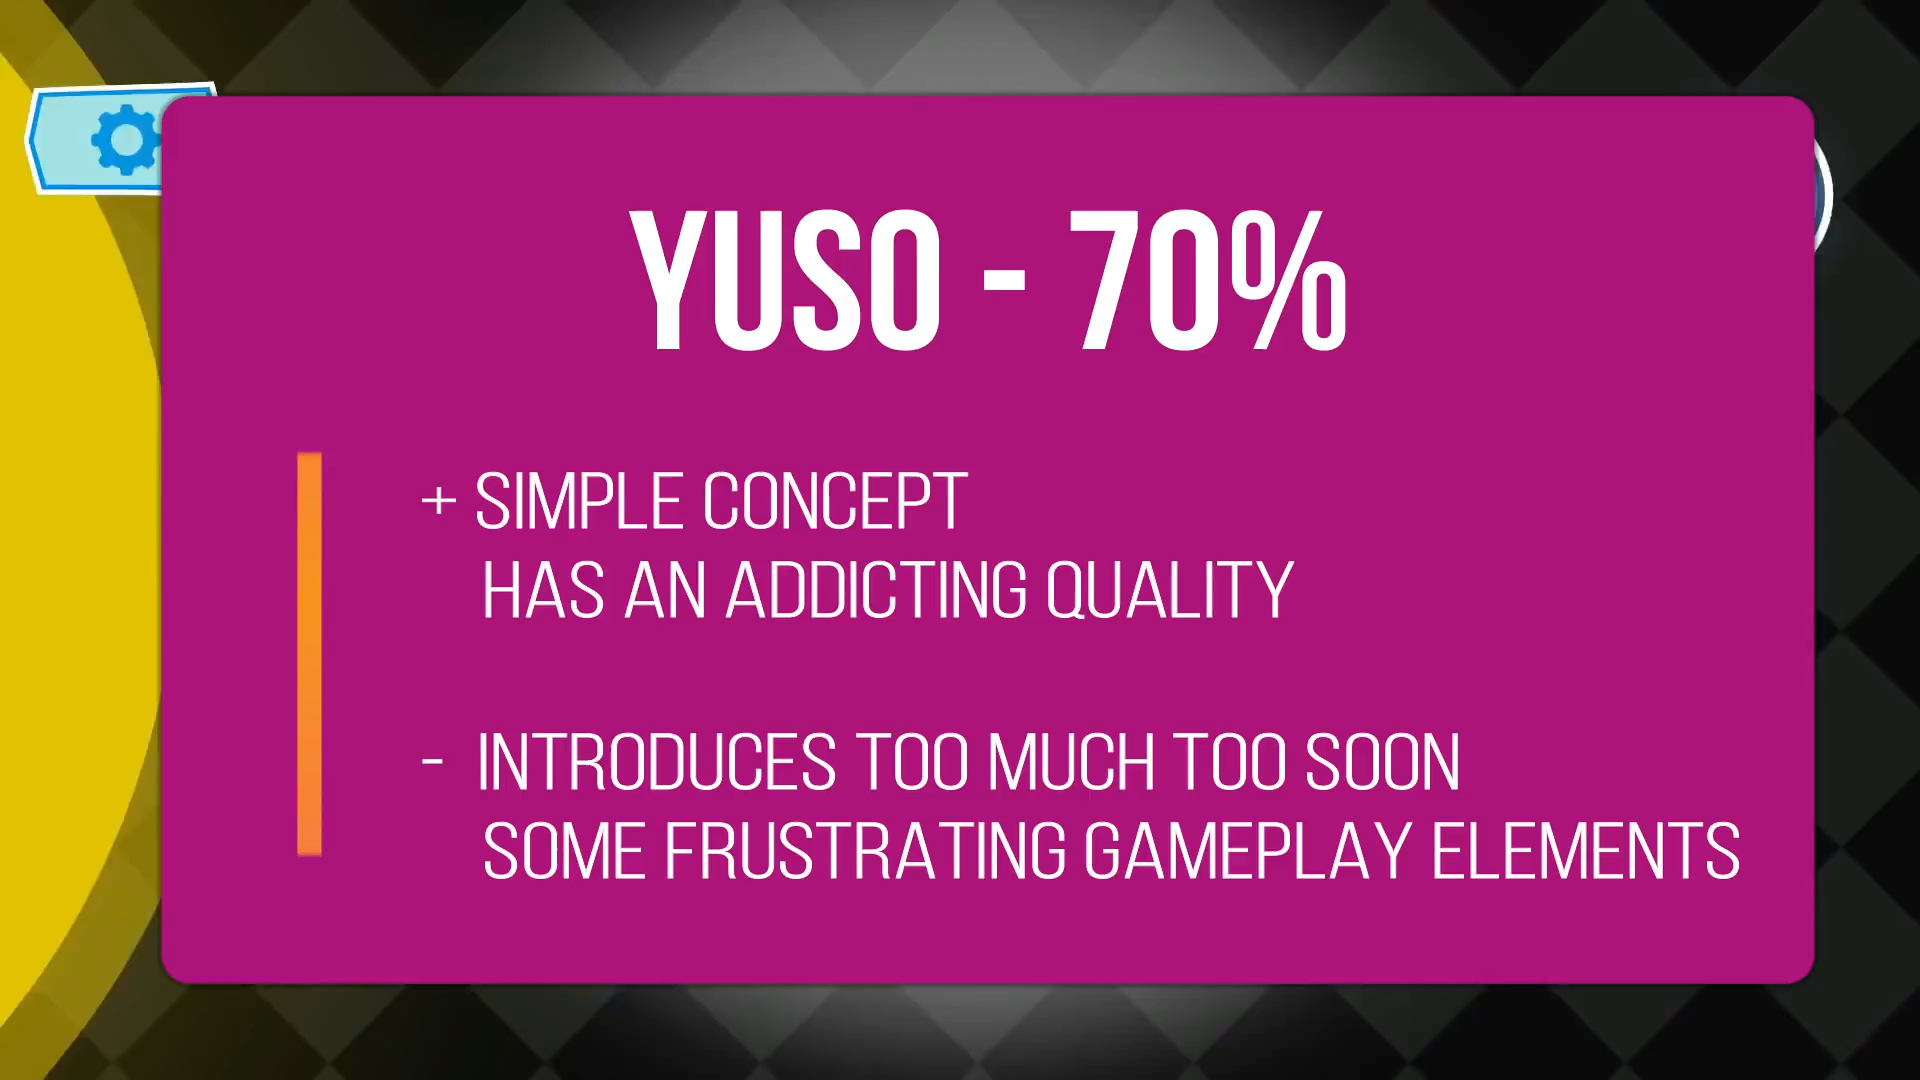 YUSO - 70%
+ SIMPLE CONCEPT
HAS AN ADDICTING QUALITY
- INTRODUCES TOO MUCH TOO SOON
SOME FRUSTRATING GAMEPLAY ELEMENTS